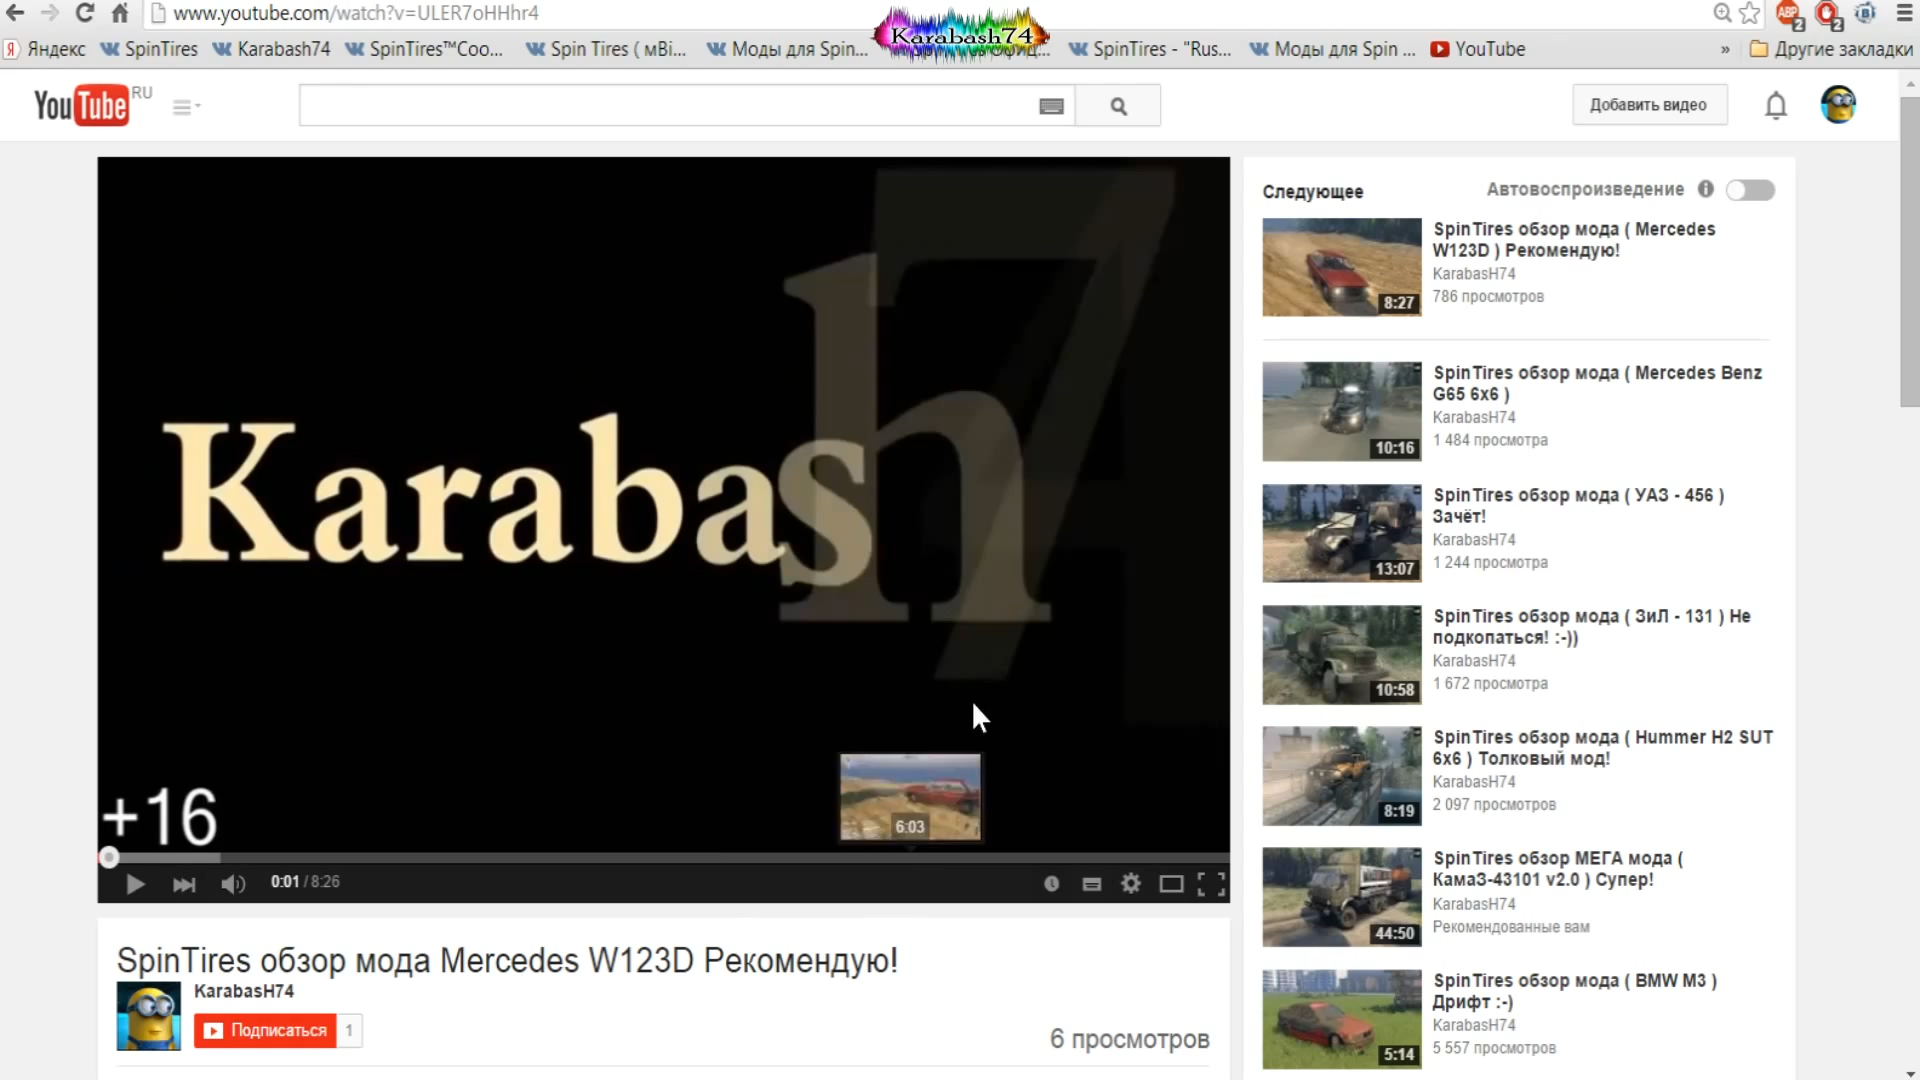 www.youtube.com/watch?v=ULER7oHHhr4
Яндекс
SpinTires
Karabash74
SpinTires™Coo...
Spin Tires ( мBi...
Моды для Spin...
Karabash74
SpinTires - "Rus...
Моды для Spin ...
YouTube
»
Другие закладки
YouTube RU
Добавить видео
Karabash74
+16
6:03
0:01 / 8:26
SpinTires обзор мода Mercedes W123D Рекомендую!
KarabasH74
Подписаться 1
6 просмотров
Следующее
Автовоспроизведение
SpinTires обзор мода ( Mercedes
W123D ) Рекомендую!
KarabasH74
786 просмотров
8:27
SpinTires обзор мода ( Mercedes Benz
G65 6x6 )
KarabasH74
1 484 просмотра
10:16
SpinTires обзор мода ( УАЗ - 456 )
Зачёт!
KarabasH74
1 244 просмотра
13:07
SpinTires обзор мода ( ЗиЛ - 131 ) Не
подкопаться! :-))
KarabasH74
1 672 просмотра
10:58
SpinTires обзор мода ( Hummer H2 SUT
6x6 ) Толковый мод!
KarabasH74
2 097 просмотров
8:19
SpinTires обзор МЕГА мода (
КамаЗ-43101 v2.0 ) Супер!
KarabasH74
Рекомендованные вам
44:50
SpinTires обзор мода ( BMW M3 )
Дрифт :-)
KarabasH74
5 557 просмотров
5:14